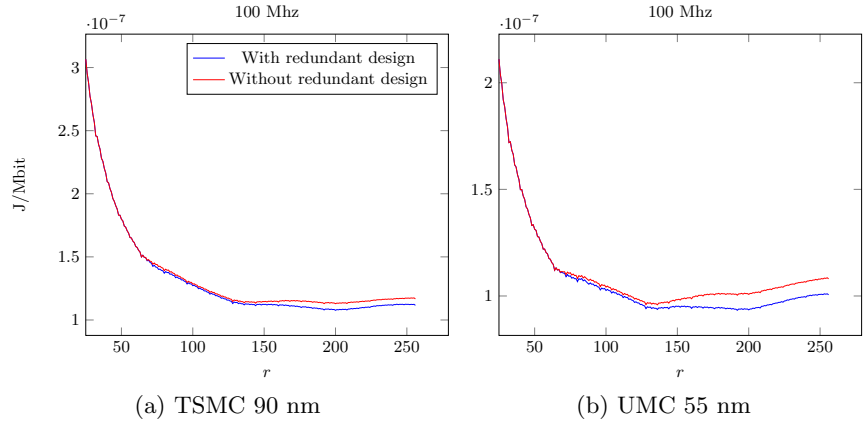 100 Mhz
·10−7
3
2.5
2
1.5
1
50 100 150 200 250
J/Mbit
r
With redundant design
Without redundant design
(a) TSMC 90 nm
100 Mhz
·10−7
2
1.5
1
50 100 150 200 250
r
(b) UMC 55 nm